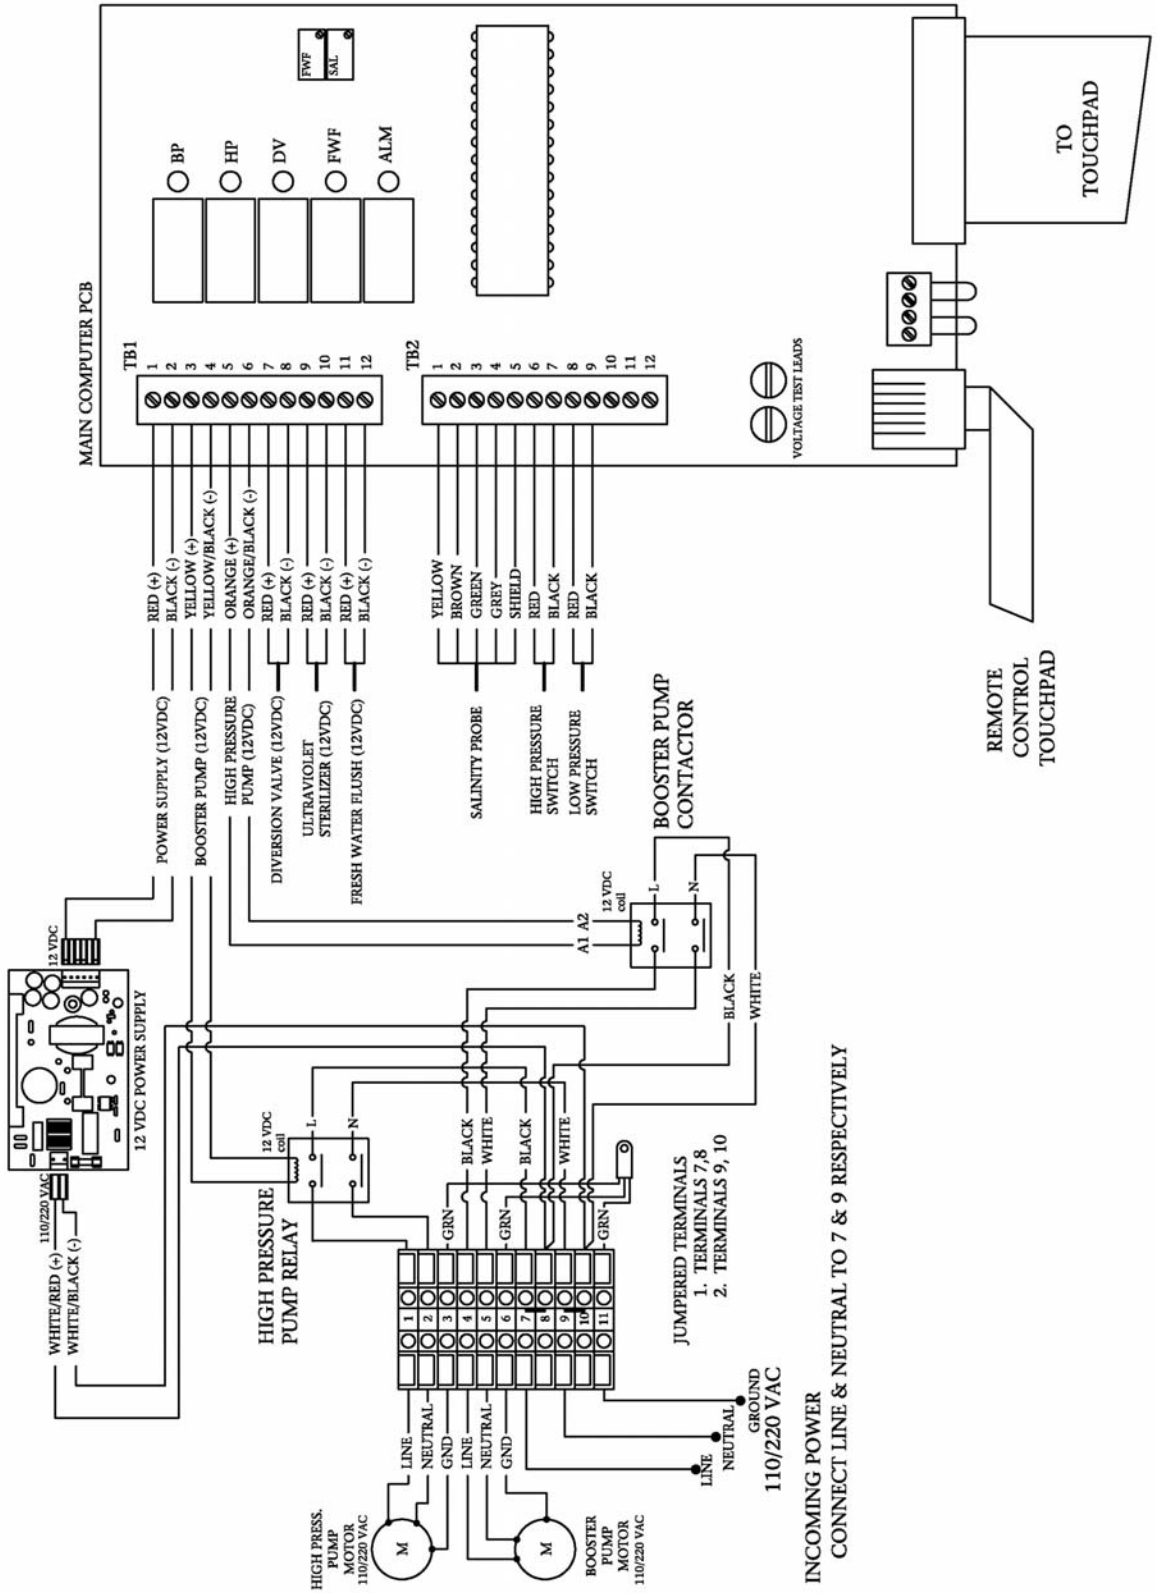 MAIN COMPUTER PCB
FWF
SAL
BP
HP
DV
FWF
ALM
TB1
1
2
3
4
5
6
7
8
9
10
11
12
TB2
1
2
3
4
5
6
7
8
9
10
11
12
VOLTAGE TEST LEADS
TO
TOUCHPAD
REMOTE
CONTROL
TOUCHPAD
RED (+)
BLACK (-)
YELLOW (+)
YELLOW/BLACK (-)
ORANGE (+)
ORANGE/BLACK (-)
RED (+)
BLACK (-)
RED (+)
BLACK (-)
RED (+)
BLACK (-)
YELLOW
BROWN
GREEN
GREY
SHIELD
RED
BLACK
RED
BLACK
POWER SUPPLY (12VDC)
BOOSTER PUMP (12VDC)
HIGH PRESSURE
PUMP (12VDC)
DIVERSION VALVE (12VDC)
ULTRAVIOLET
STERILIZER (12VDC)
FRESH WATER FLUSH (12VDC)
SALINITY PROBE
HIGH PRESSURE
SWITCH
LOW PRESSURE
SWITCH
BOOSTER PUMP
CONTACTOR
12 VDC
coil
A1 A2
L
N
BLACK
WHITE
12 VDC
12 VDC POWER SUPPLY
110/220 VAC
WHITE/RED (+)
WHITE/BLACK (-)
HIGH PRESSURE
PUMP RELAY
12 VDC
coil
L
N
GRN
BLACK
WHITE
GRN
BLACK
WHITE
GRN
1
2
3
4
5
6
7
8
9
10
11
JUMPERED TERMINALS
1. TERMINALS 7,8
2. TERMINALS 9, 10
LINE
NEUTRAL
GND
LINE
NEUTRAL
GND
HIGH PRESS.
PUMP
MOTOR
110/220 VAC
M
BOOSTER
PUMP
MOTOR
110/220 VAC
M
LINE
NEUTRAL
GROUND
110/220 VAC
INCOMING POWER
CONNECT LINE & NEUTRAL TO 7 & 9 RESPECTIVELY